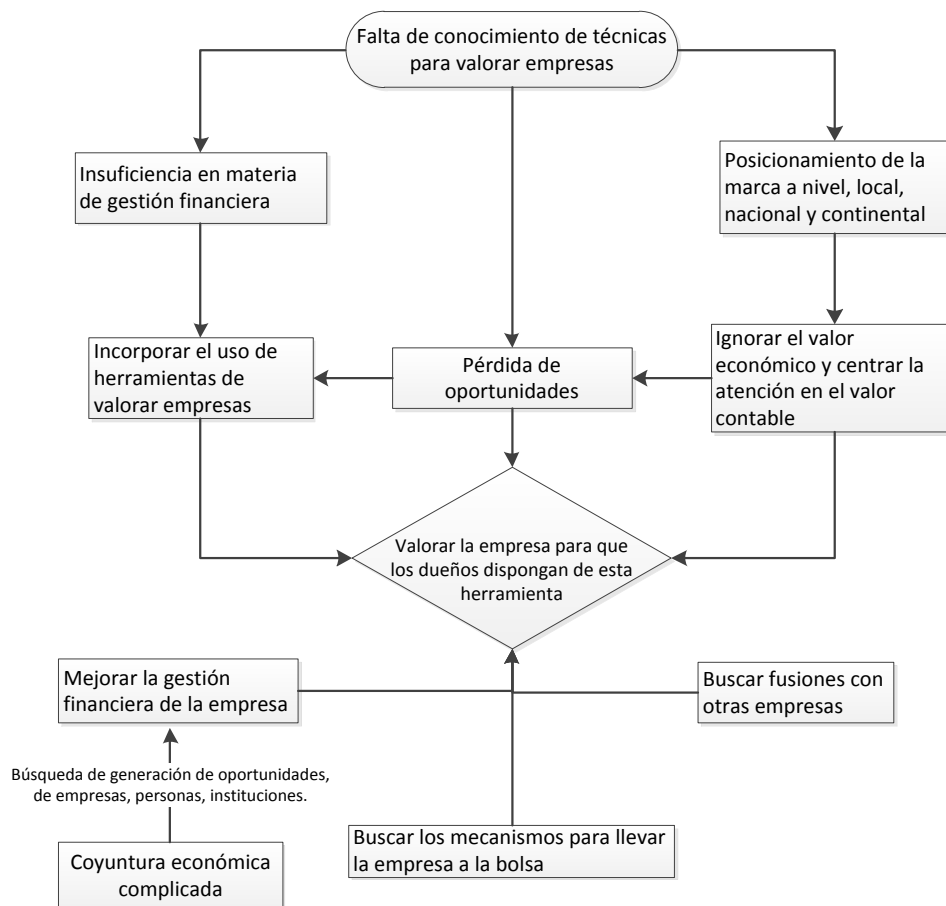 Falta de conocimiento de técnicas
para valorar empresas
Insuficiencia en materia
de gestión financiera
Posicionamiento de la
marca a nivel, local,
nacional y continental
Incorporar el uso de
herramientas de
valorar empresas
Pérdida de
oportunidades
Ignorar el valor
económico y centrar la
atención en el valor
contable
Valorar la empresa para que
los dueños dispongan de esta
herramienta
Mejorar la gestión
financiera de la empresa
Buscar fusiones con
otras empresas
Búsqueda de generación de oportunidades,
de empresas, personas, instituciones.
Coyuntura económica
complicada
Buscar los mecanismos para llevar
la empresa a la bolsa